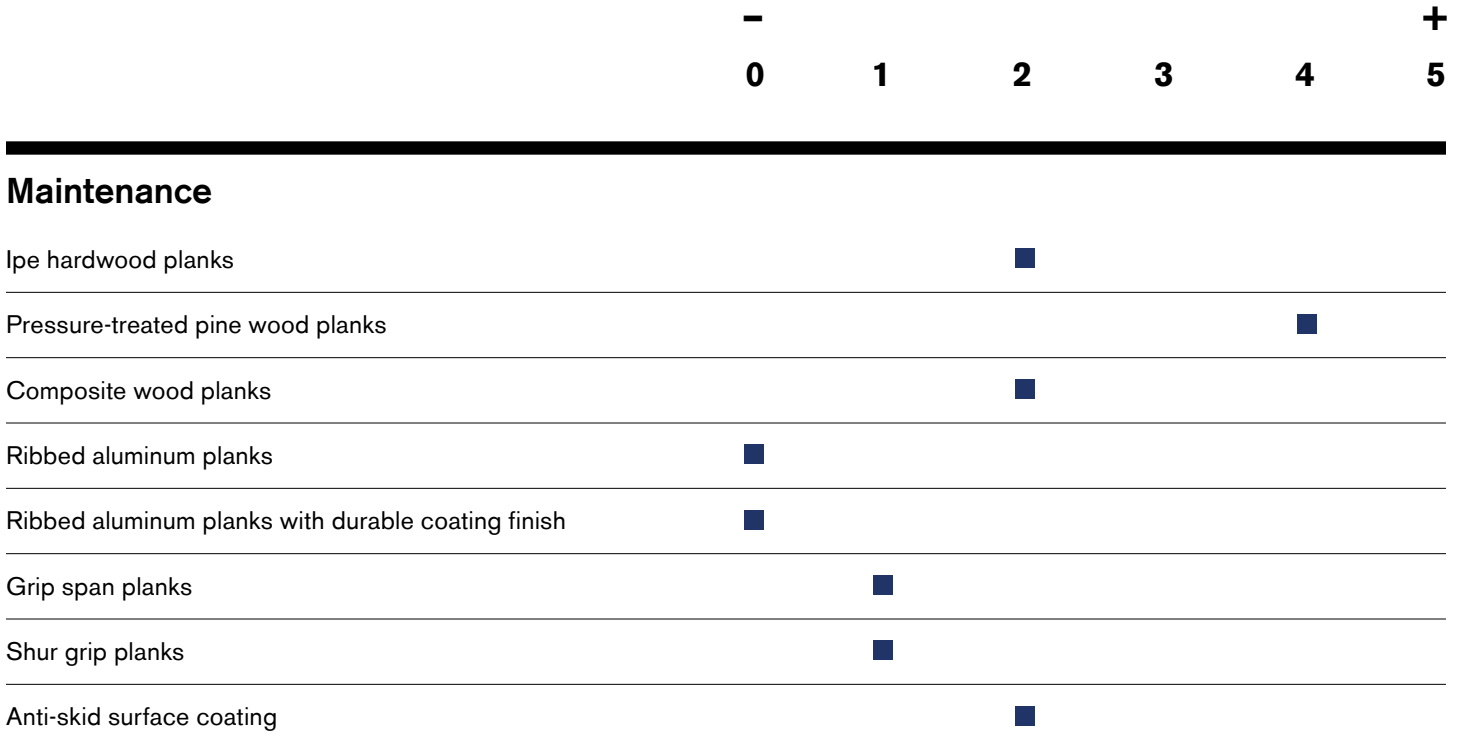 – +
0 1 2 3 4 5
Maintenance
Ipe hardwood planks
Pressure-treated pine wood planks
Composite wood planks
Ribbed aluminum planks
Ribbed aluminum planks with durable coating finish
Grip span planks
Shur grip planks
Anti-skid surface coating